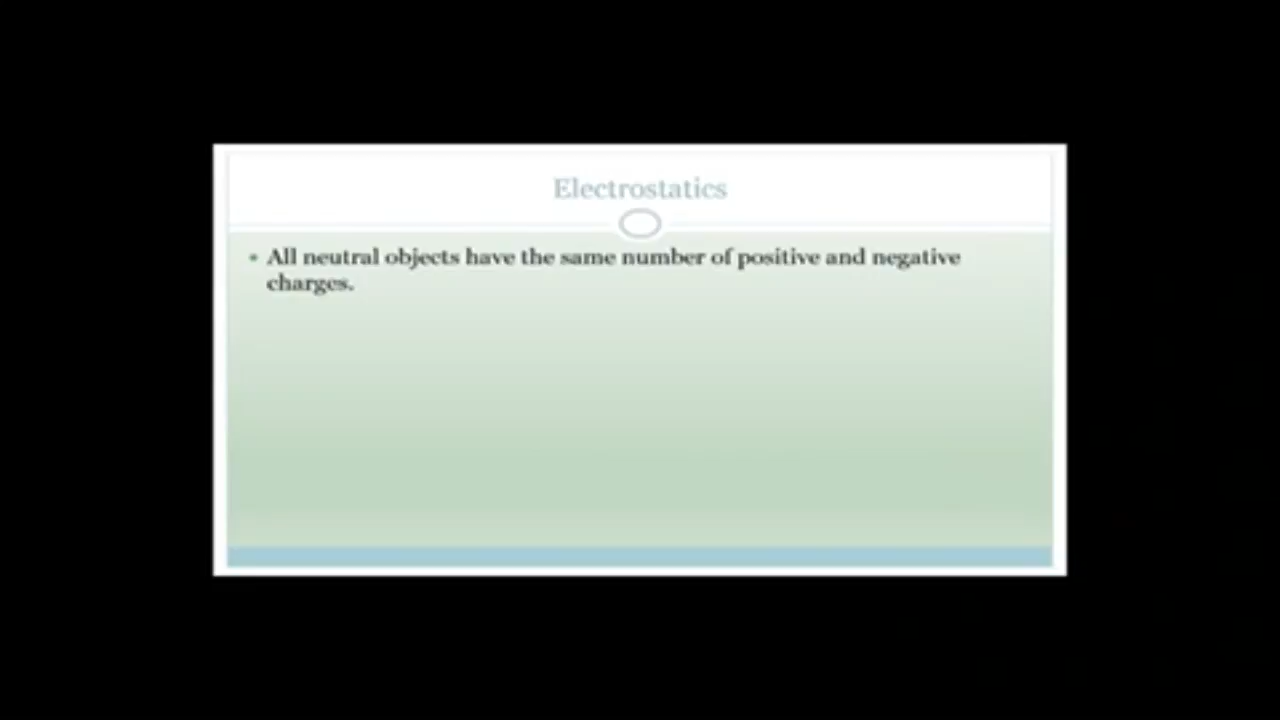 Electrostatics
• All neutral objects have the same number of positive and negative
charges.